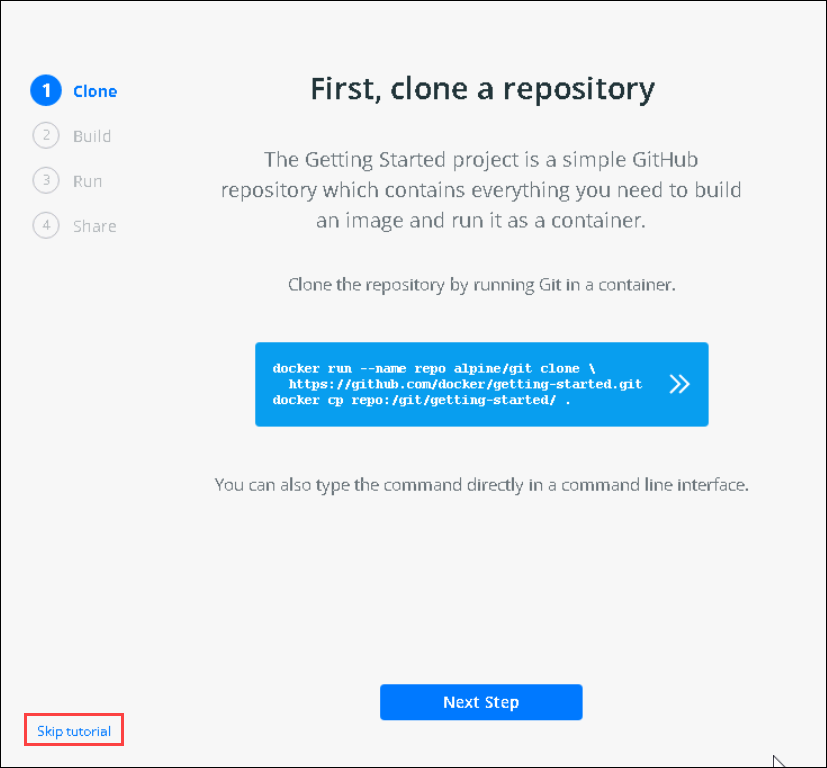 1 Clone
2 Build
3 Run
4 Share
First, clone a repository
The Getting Started project is a simple GitHub
repository which contains everything you need to build
an image and run it as a container.
Clone the repository by running Git in a container.
docker run --name repo alpine/git clone \
https://github.com/docker/getting-started.git
docker cp repo:/git/getting-started/ .
You can also type the command directly in a command line interface.
Next Step
Skip tutorial